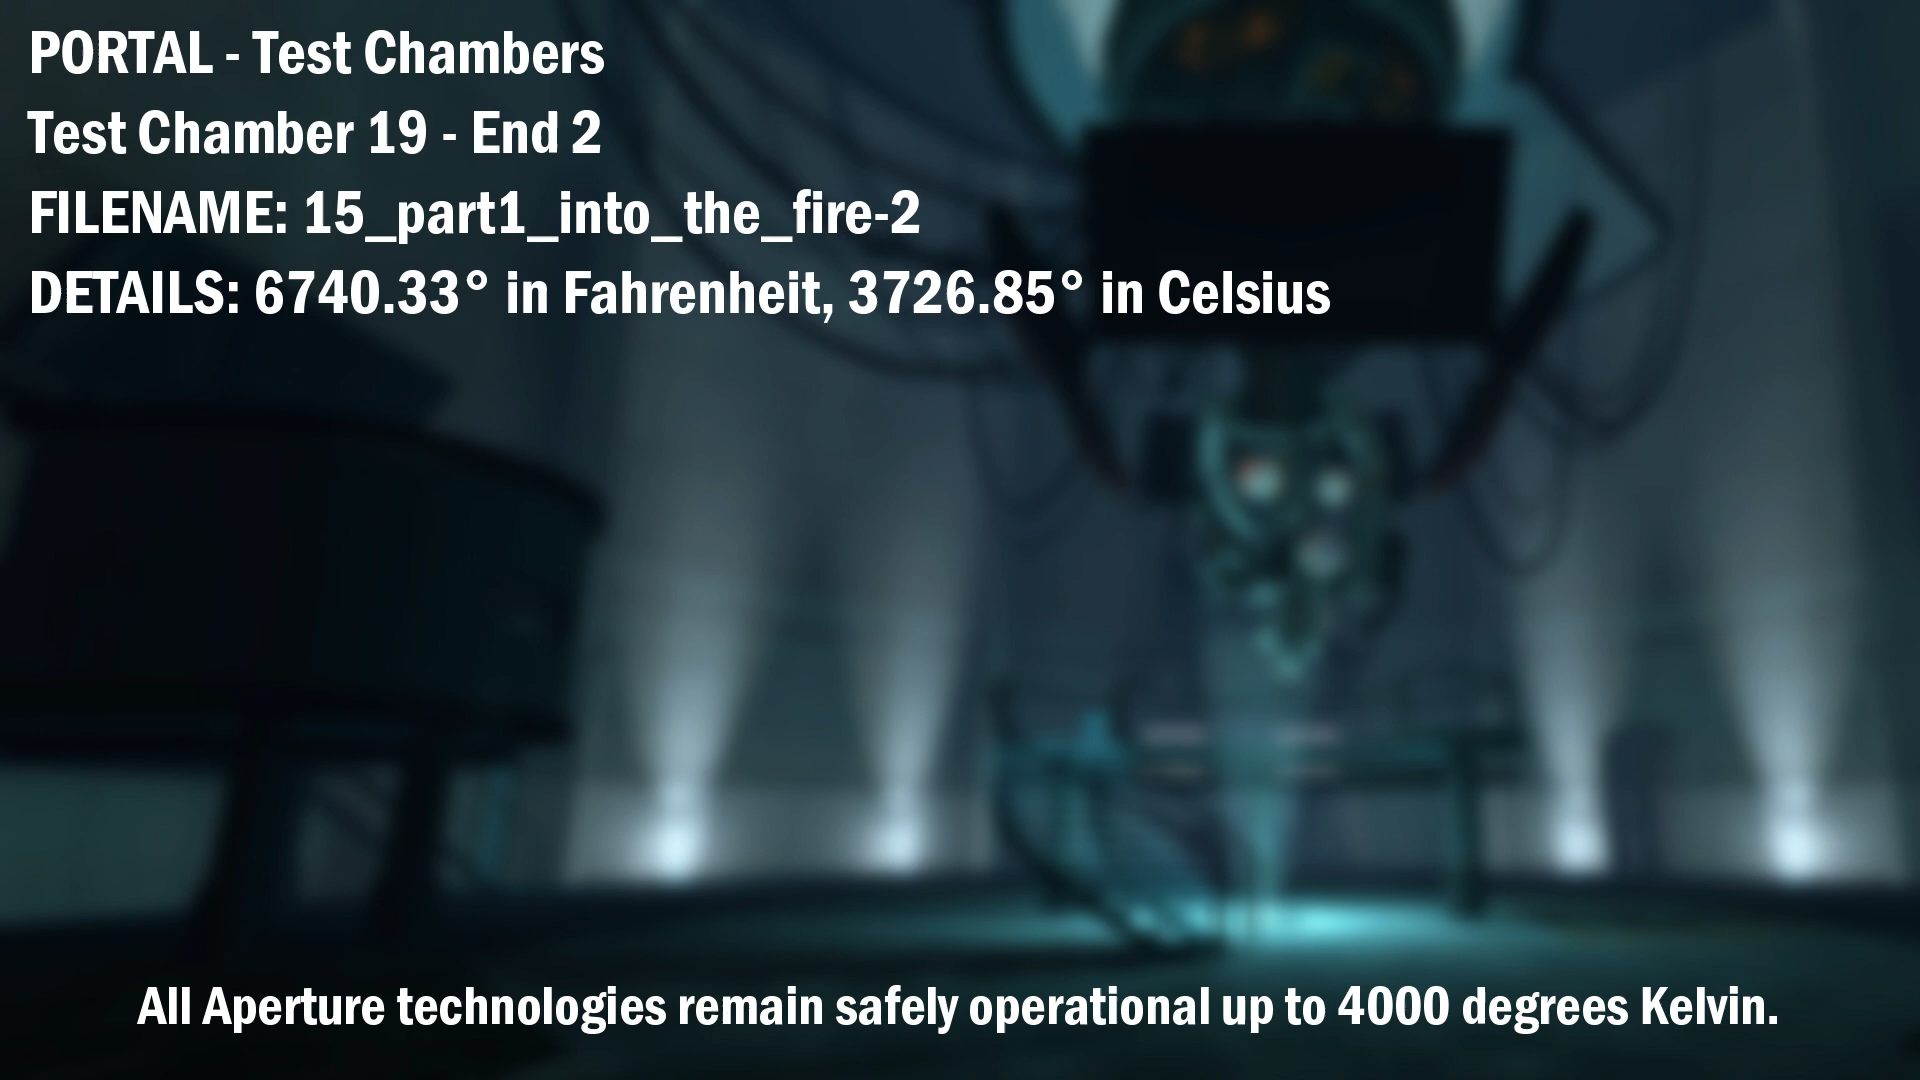 PORTAL - Test Chambers
Test Chamber 19 - End 2
FILENAME: 15_part1_into_the_fire-2
DETAILS: 6740.33° in Fahrenheit, 3726.85° in Celsius
All Aperture technologies remain safely operational up to 4000 degrees Kelvin.